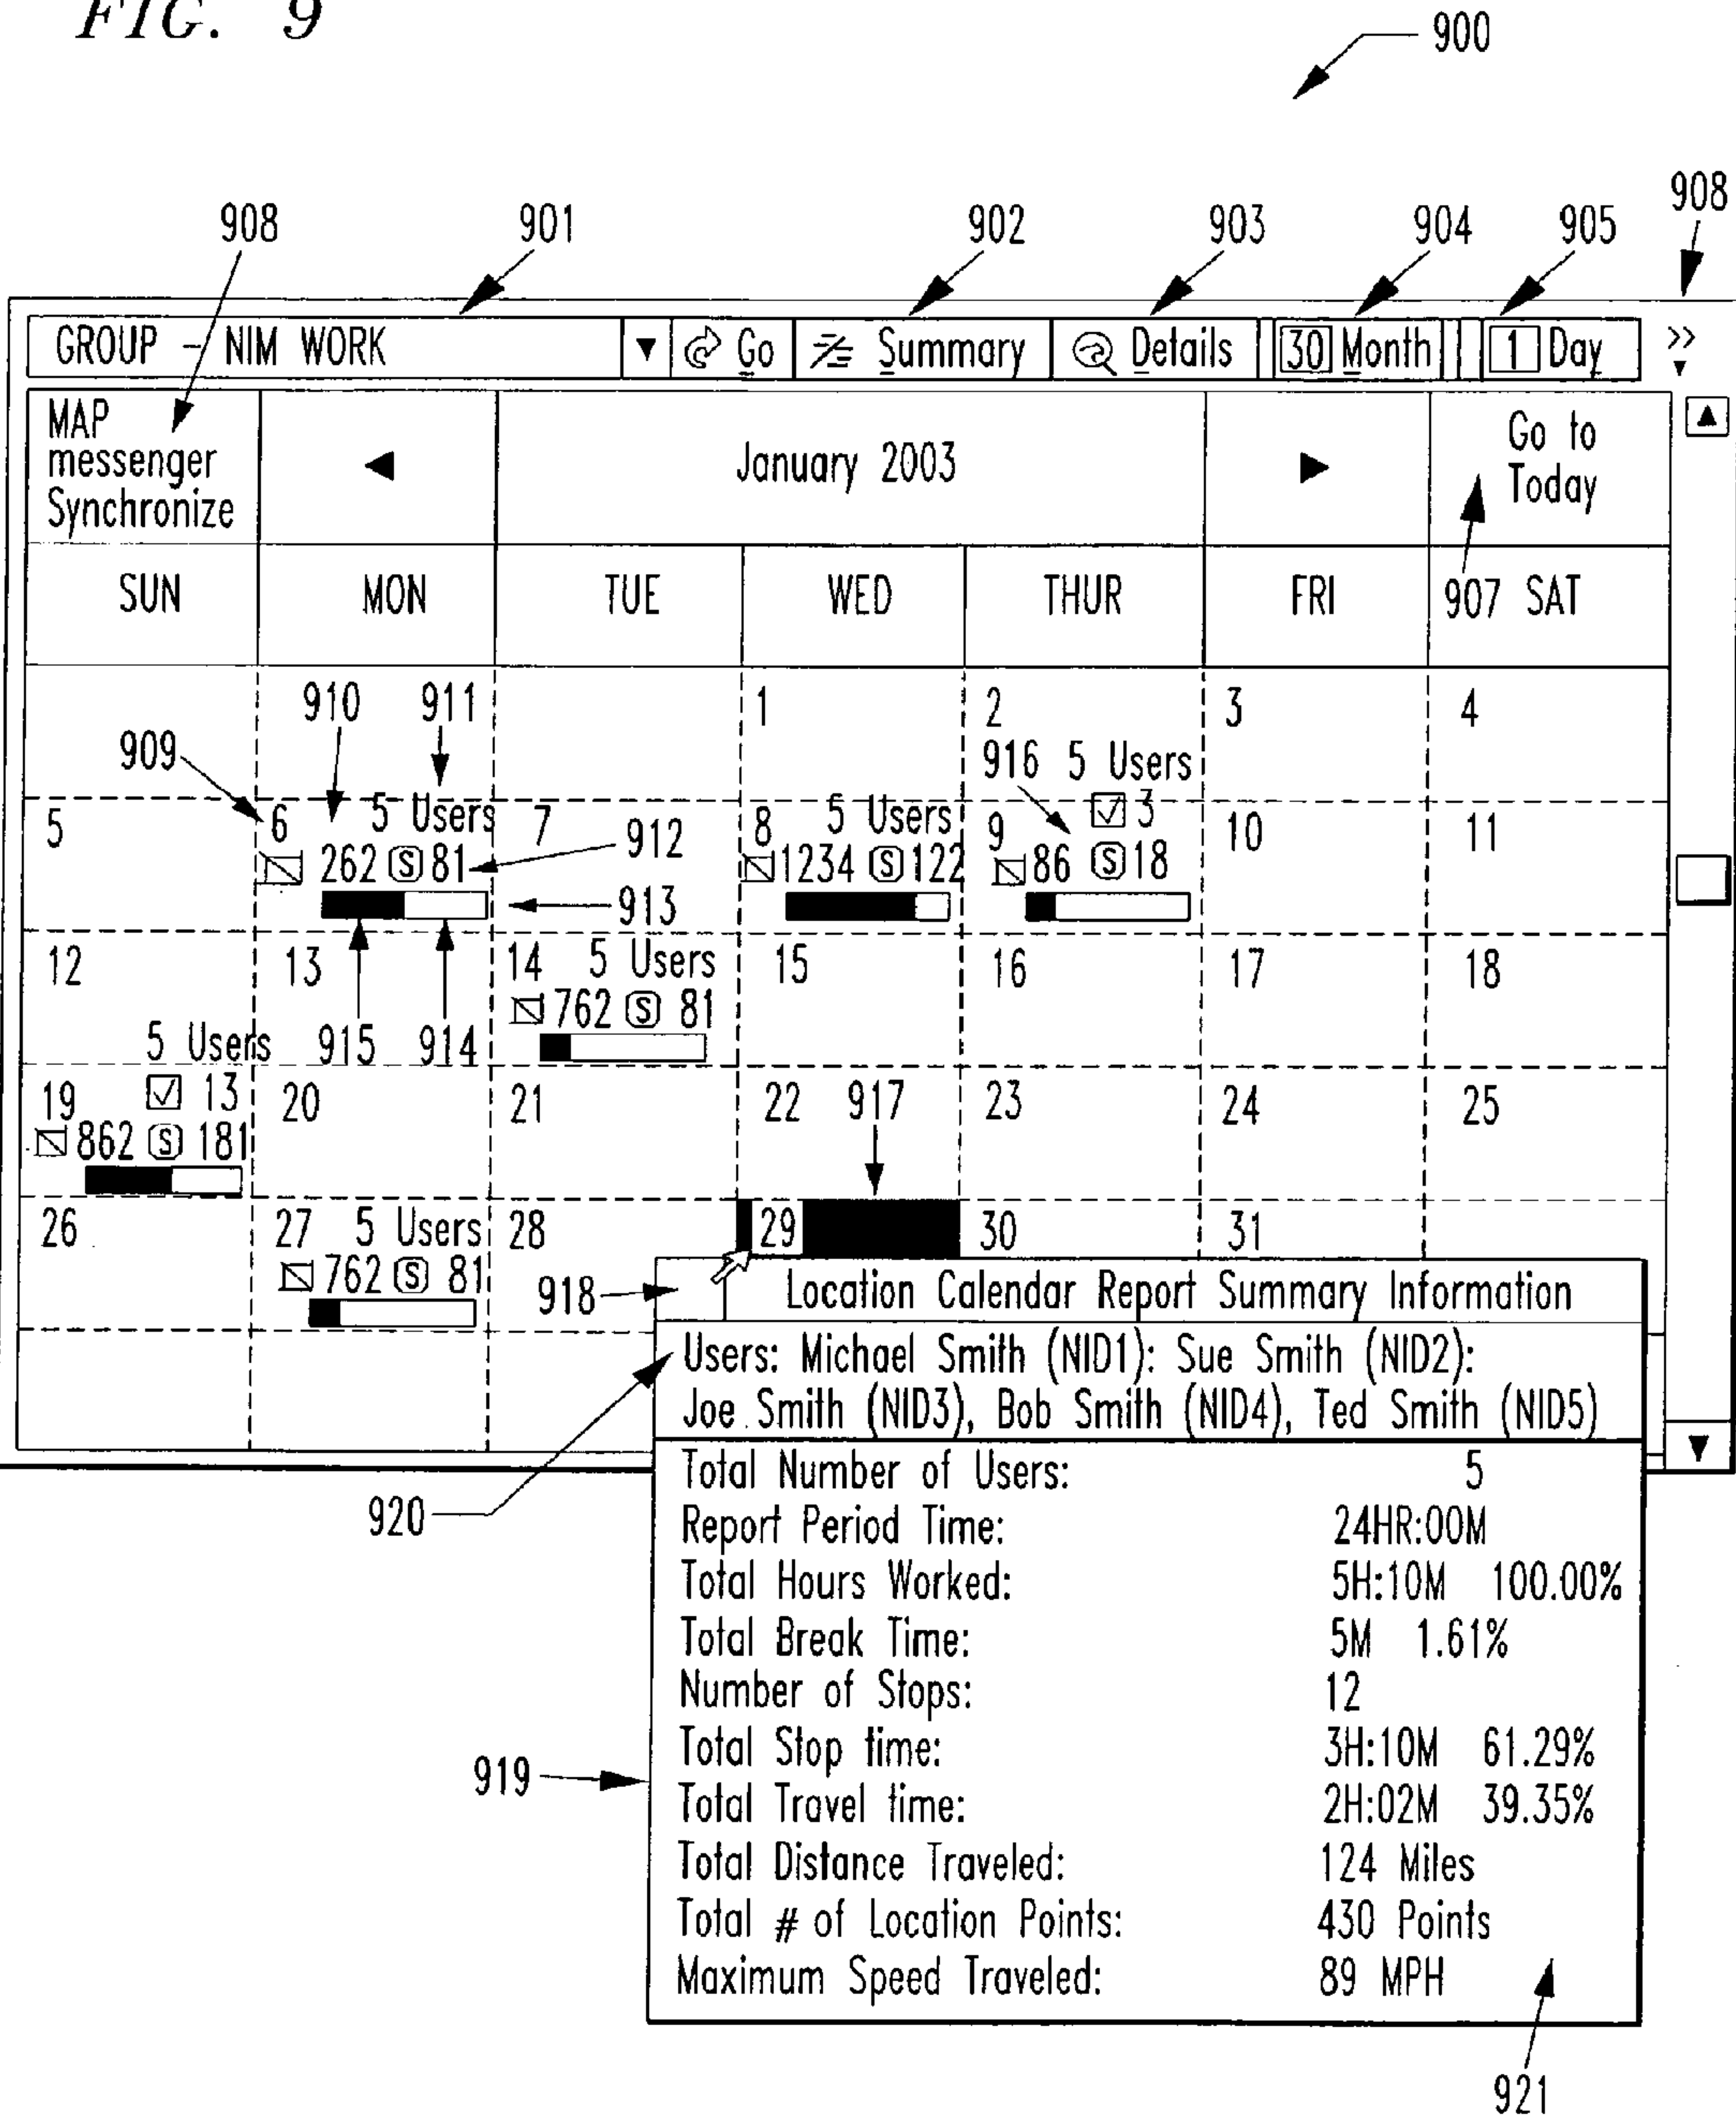 FIG. 9
900
908 901 902 903 904 905 908
GROUP - NIM WORK Go Summary Details 30 Month 1 Day >>
MAP messenger Synchronize
January 2003
Go to Today
907
SUN MON TUE WED THUR FRI SAT
1 2 3 4
909 910 911
916 5 Users
5
6 5 Users
262 S 81
7
912
913
8 5 Users
1234 S 122
9 3
86 S 18
10 11
12 13
915 914
14 5 Users
762 S 81
15 16 17 18
5 Users
19 13
862 S 181
20 21 22 917 23 24 25
26
27 5 Users
762 S 81
28 29 30 31
918
Location Calendar Report Summary Information
920
Users: Michael Smith (NID1): Sue Smith (NID2):
Joe Smith (NID3), Bob Smith (NID4), Ted Smith (NID5)
Total Number of Users: 5
Report Period Time: 24HR:00M
Total Hours Worked: 5H:10M 100.00%
Total Break Time: 5M 1.61%
Number of Stops: 12
Total Stop time: 3H:10M 61.29%
919
Total Travel time: 2H:02M 39.35%
Total Distance Traveled: 124 Miles
Total # of Location Points: 430 Points
Maximum Speed Traveled: 89 MPH
921